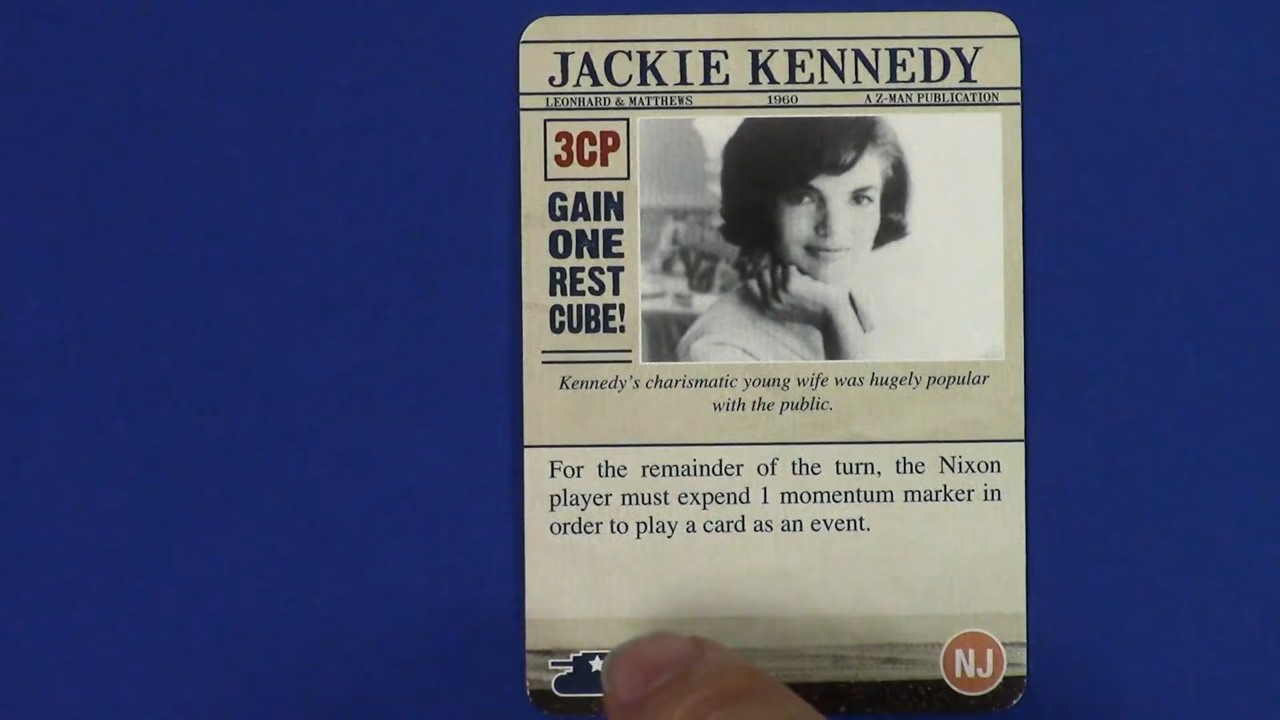 JACKIE KENNEDY
LEONHARD & MATTHEWS 1960 A Z-MAN PUBLICATION
3CP
GAIN
ONE
REST
CUBE!
Kennedy's charismatic young wife was hugely popular
with the public.
For the remainder of the turn, the Nixon
player must expend 1 momentum marker in
order to play a card as an event.
NJ